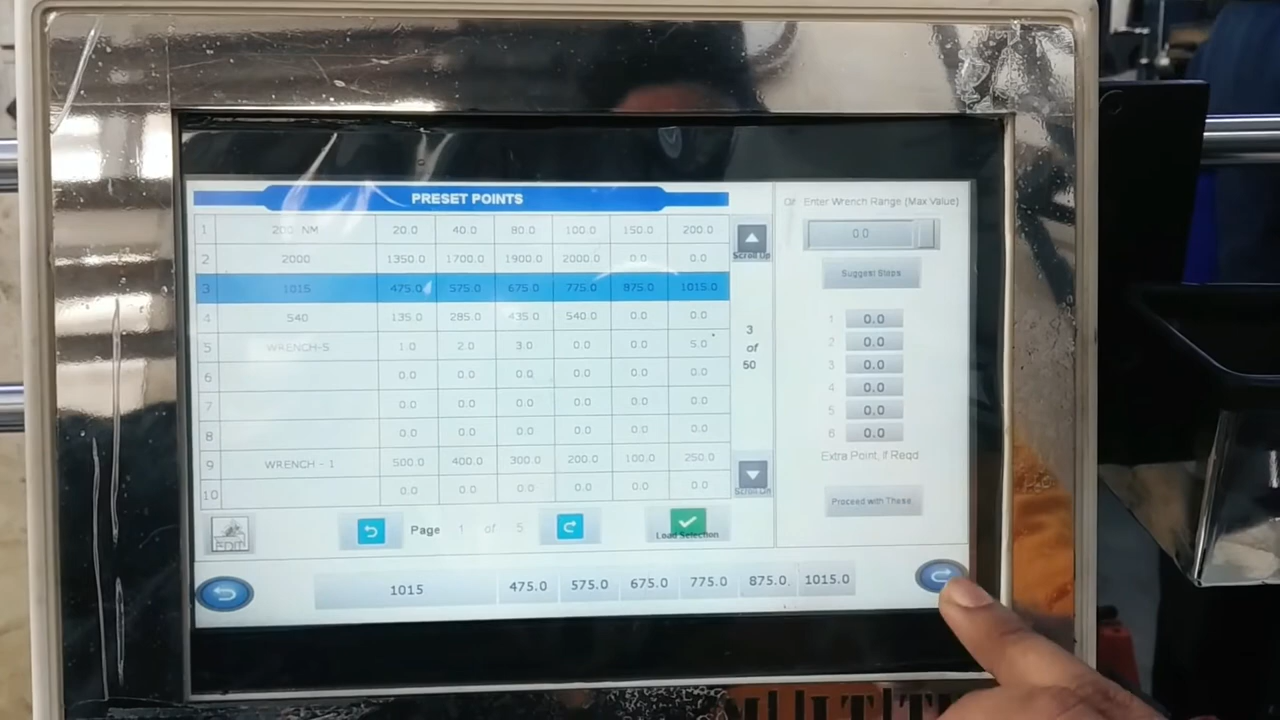 PRESET POINTS
1 200 NM 20.0 40.0 80.0 100.0 150.0 200.0
2 2000 1350.0 1700.0 1900.0 2000.0 0.0 0.0
3 1015 475.0 575.0 675.0 775.0 875.0 1015.0
4 540 135.0 285.0 435.0 540.0 0.0 0.0
5 WRENCH-5 1.0 2.0 3.0 0.0 0.0 5.0
6 0.0 0.0 0.0 0.0 0.0 0.0
7 0.0 0.0 0.0 0.0 0.0 0.0
8 0.0 0.0 0.0 0.0 0.0 0.0
9 WRENCH - 1 500.0 400.0 300.0 200.0 100.0 250.0
10 0.0 0.0 0.0 0.0 0.0 0.0
Scroll Up
3
of
50
Scroll Dn
EDIT
Page 1 of 5
Load Selection
1015 475.0 575.0 675.0 775.0 875.0 1015.0
Or Enter Wrench Range (Max Value)
0.0
Suggest Steps
1 0.0
2 0.0
3 0.0
4 0.0
5 0.0
6 0.0
Extra Point, If Reqd
Proceed with These